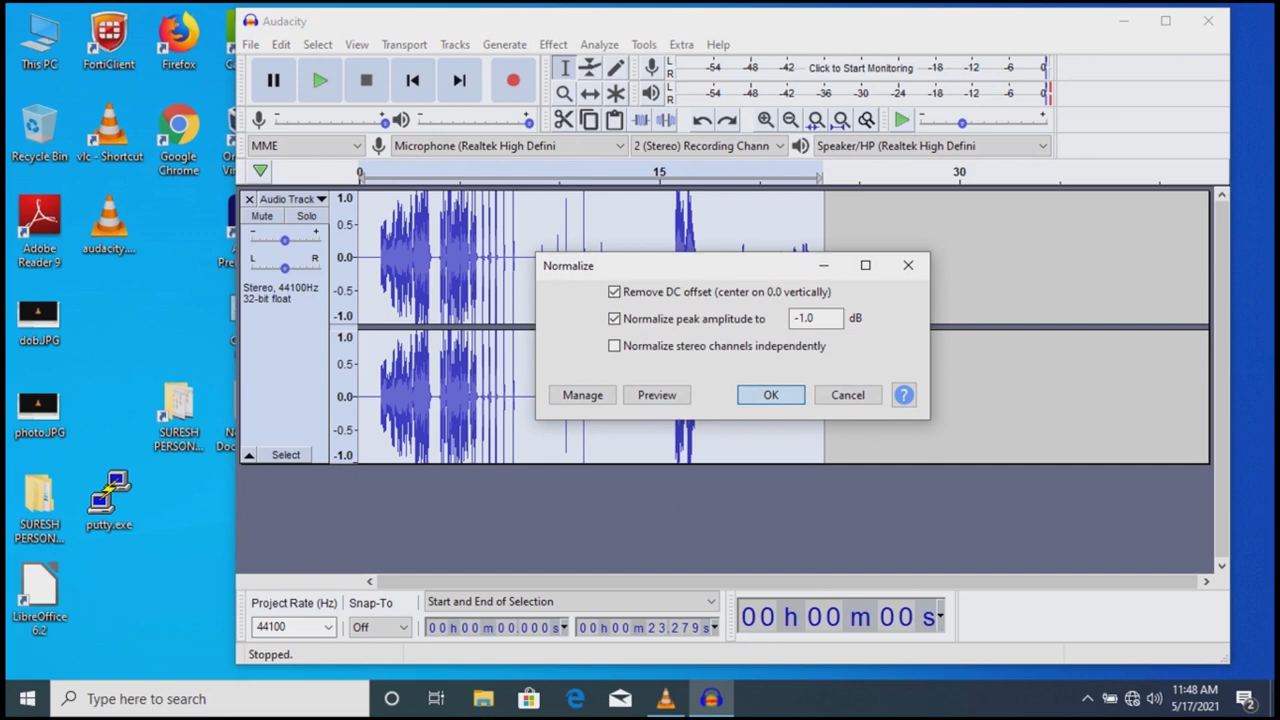 Audacity
File Edit Select View Transport Tracks Generate Effect Analyze Tools Extra Help
L
R
-54 -48 -42 Click to Start Monitoring -18 -12 -6 0
L
R
-54 -48 -42 -36 -30 -24 -18 -12 -6 0
MME
Microphone (Realtek High Defini
2 (Stereo) Recording Chann
Speaker/HP (Realtek High Defini
0 15 30
Audio Track
Mute Solo
- +
L R
Stereo, 44100Hz
32-bit float
Select
1.0
0.5
0.0
-0.5
-1.0
1.0
0.5
0.0
-0.5
-1.0
Normalize
Remove DC offset (center on 0.0 vertically)
Normalize peak amplitude to -1.0 dB
Normalize stereo channels independently
Manage Preview OK Cancel ?
Project Rate (Hz) Snap-To
Start and End of Selection
44100 Off
00 h 00 m 00.000 s 00 h 00 m 23.279 s
00 h 00 m 00 s
Stopped.
This PC
FortiClient
Firefox
Recycle Bin
vlc - Shortcut
Google
Chrome
Adobe
Reader 9
audacity....
dob.JPG
photo.JPG
SURESH
PERSON...
SURESH
PERSON...
putty.exe
LibreOffice
6.2
Type here to search
11:48 AM
5/17/2021
2